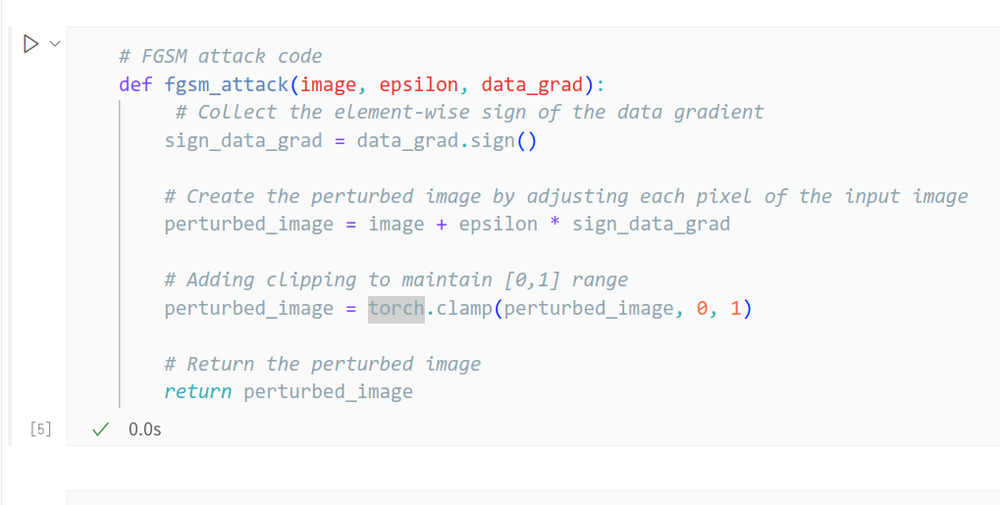 # FGSM attack code
def fgsm_attack(image, epsilon, data_grad):
# Collect the element-wise sign of the data gradient
sign_data_grad = data_grad.sign()
# Create the perturbed image by adjusting each pixel of the input image
perturbed_image = image + epsilon * sign_data_grad
# Adding clipping to maintain [0,1] range
perturbed_image = torch.clamp(perturbed_image, 0, 1)
# Return the perturbed image
return perturbed_image
[5] 0.0s